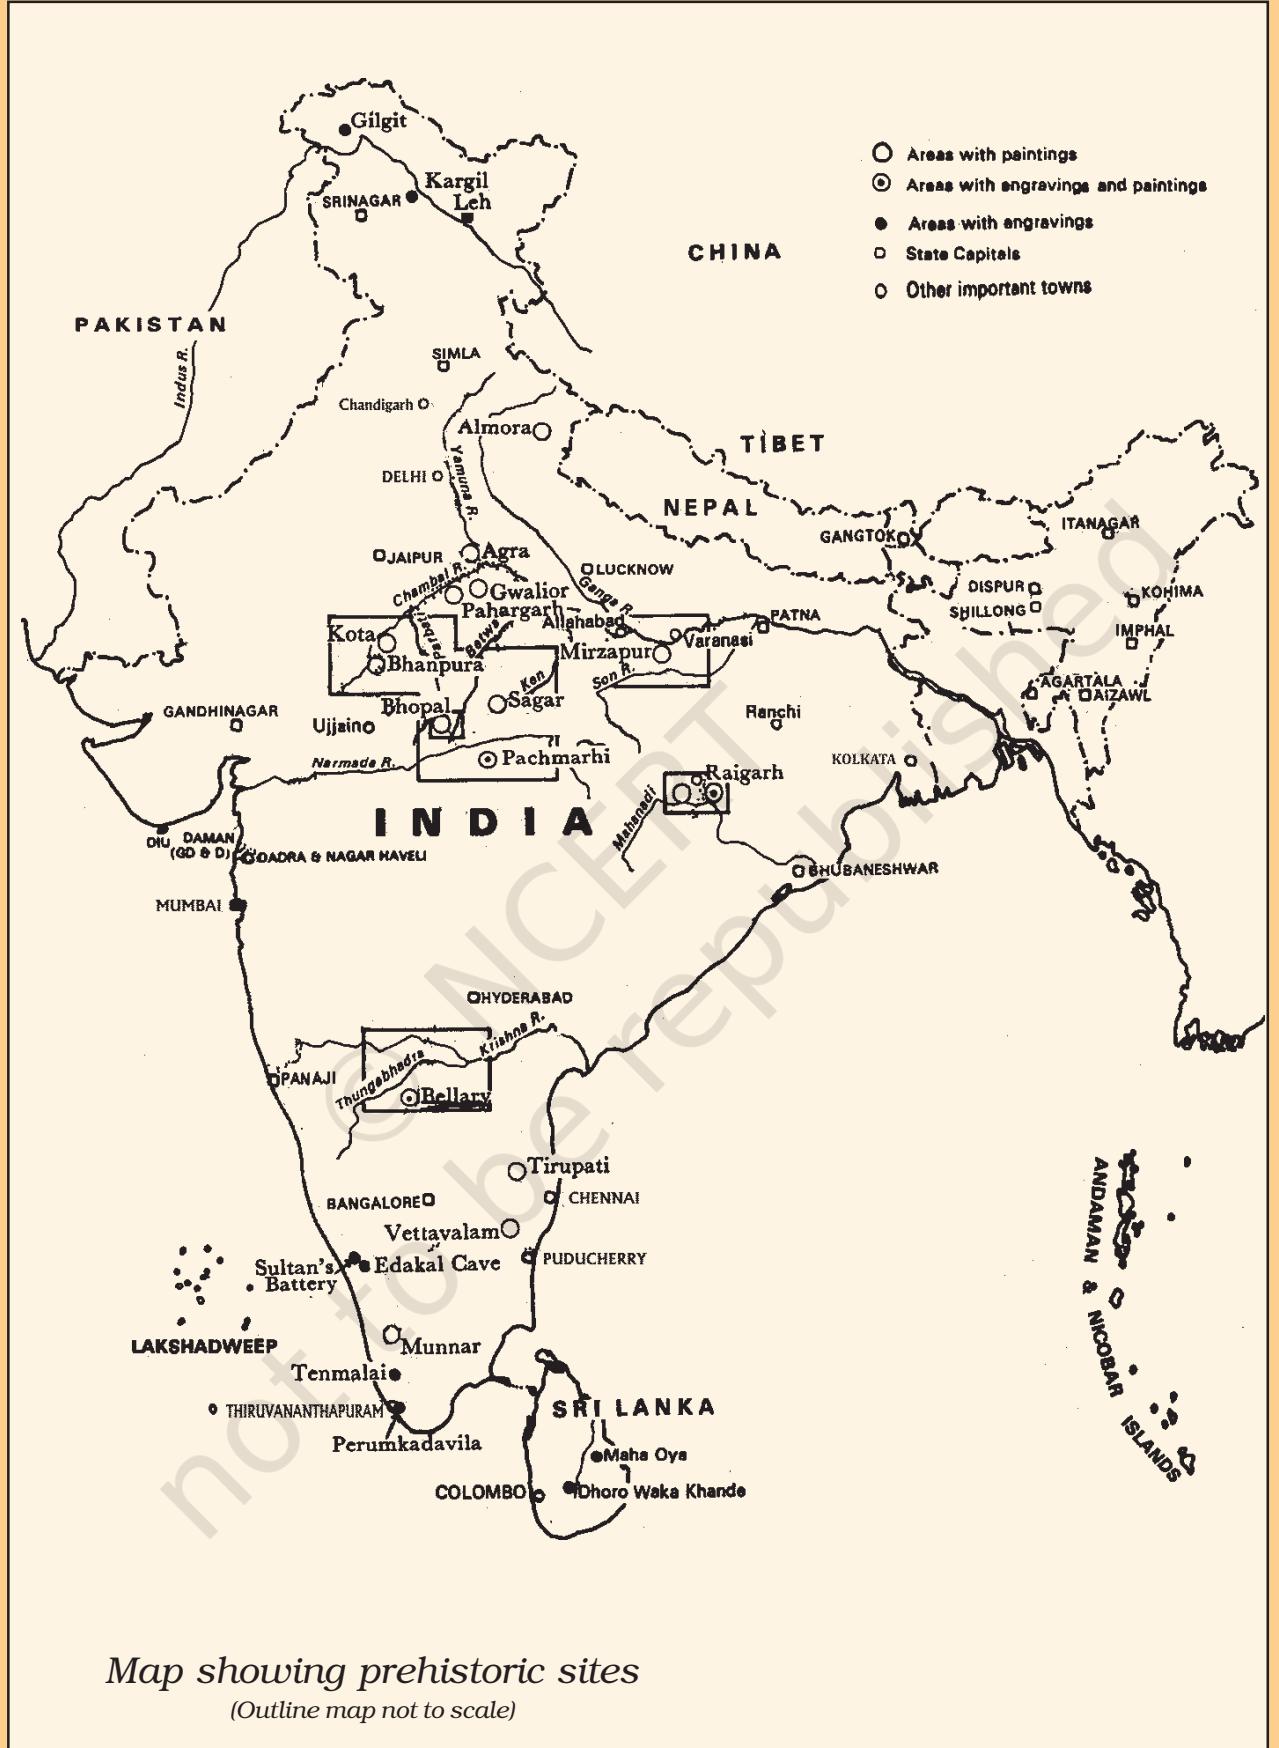 Gilgit
Kargil
Leh
SRINAGAR
Areas with paintings
Areas with engravings and paintings
Areas with engravings
State Capitals
Other important towns
CHINA
PAKISTAN
Indus R.
SIMLA
Chandigarh
Almora
TIBET
DELHI
Yamuna R.
NEPAL
GANGTOK
ITANAGAR
JAIPUR
Agra
LUCKNOW
Chambal R.
Gwalior
Ganga R.
DISPUR
KOHIMA
Pahargarh
SHILLONG
Allahabad
PATNA
Kota
Betwa
Varanasi
IMPHAL
Bhanpura
Mirzapur
Son R.
Ken
AGARTALA
AIZAWL
GANDHINAGAR
Bhopal
Sagar
Ujjain
Ranchi
Narmada R.
Pachmarhi
KOLKATA
Raigarh
INDIA
Mahanadi
DIU
DAMAN
(GD & D)
DADRA & NAGAR HAVELI
BHUBANESHWAR
MUMBAI
HYDERABAD
Krishna R.
PANAJI
Thungabhadra
Bellary
Tirupati
BANGALORE
CHENNAI
Vettavalam
Sultan's
Battery
Edakal Cave
PUDUCHERRY
LAKSHADWEEP
Munnar
Tenmalai
THIRUVANANTHAPURAM
Perumkadavila
SRI LANKA
Maha Oya
COLOMBO
Dhoro Waka Khande
ANDAMAN & NICOBAR ISLANDS
© NCERT
not to be republished
Map showing prehistoric sites
(Outline map not to scale)